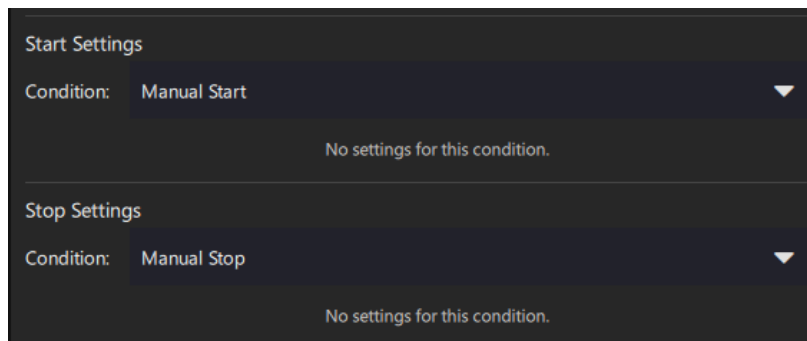 Start Settings
Condition: Manual Start
No settings for this condition.
Stop Settings
Condition: Manual Stop
No settings for this condition.